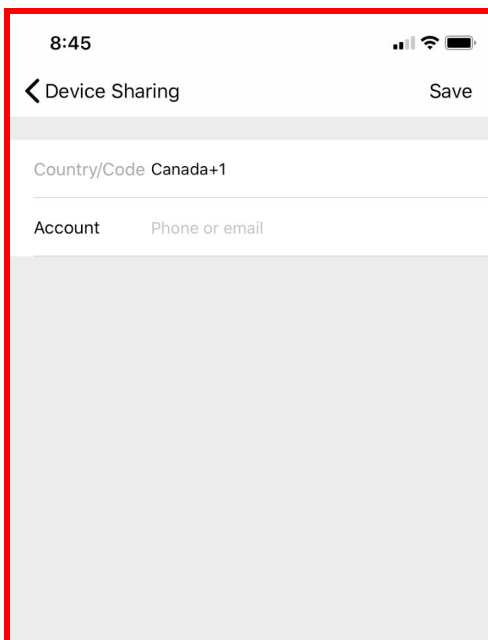 8:45
Device Sharing Save
Country/Code Canada+1
Account Phone or email